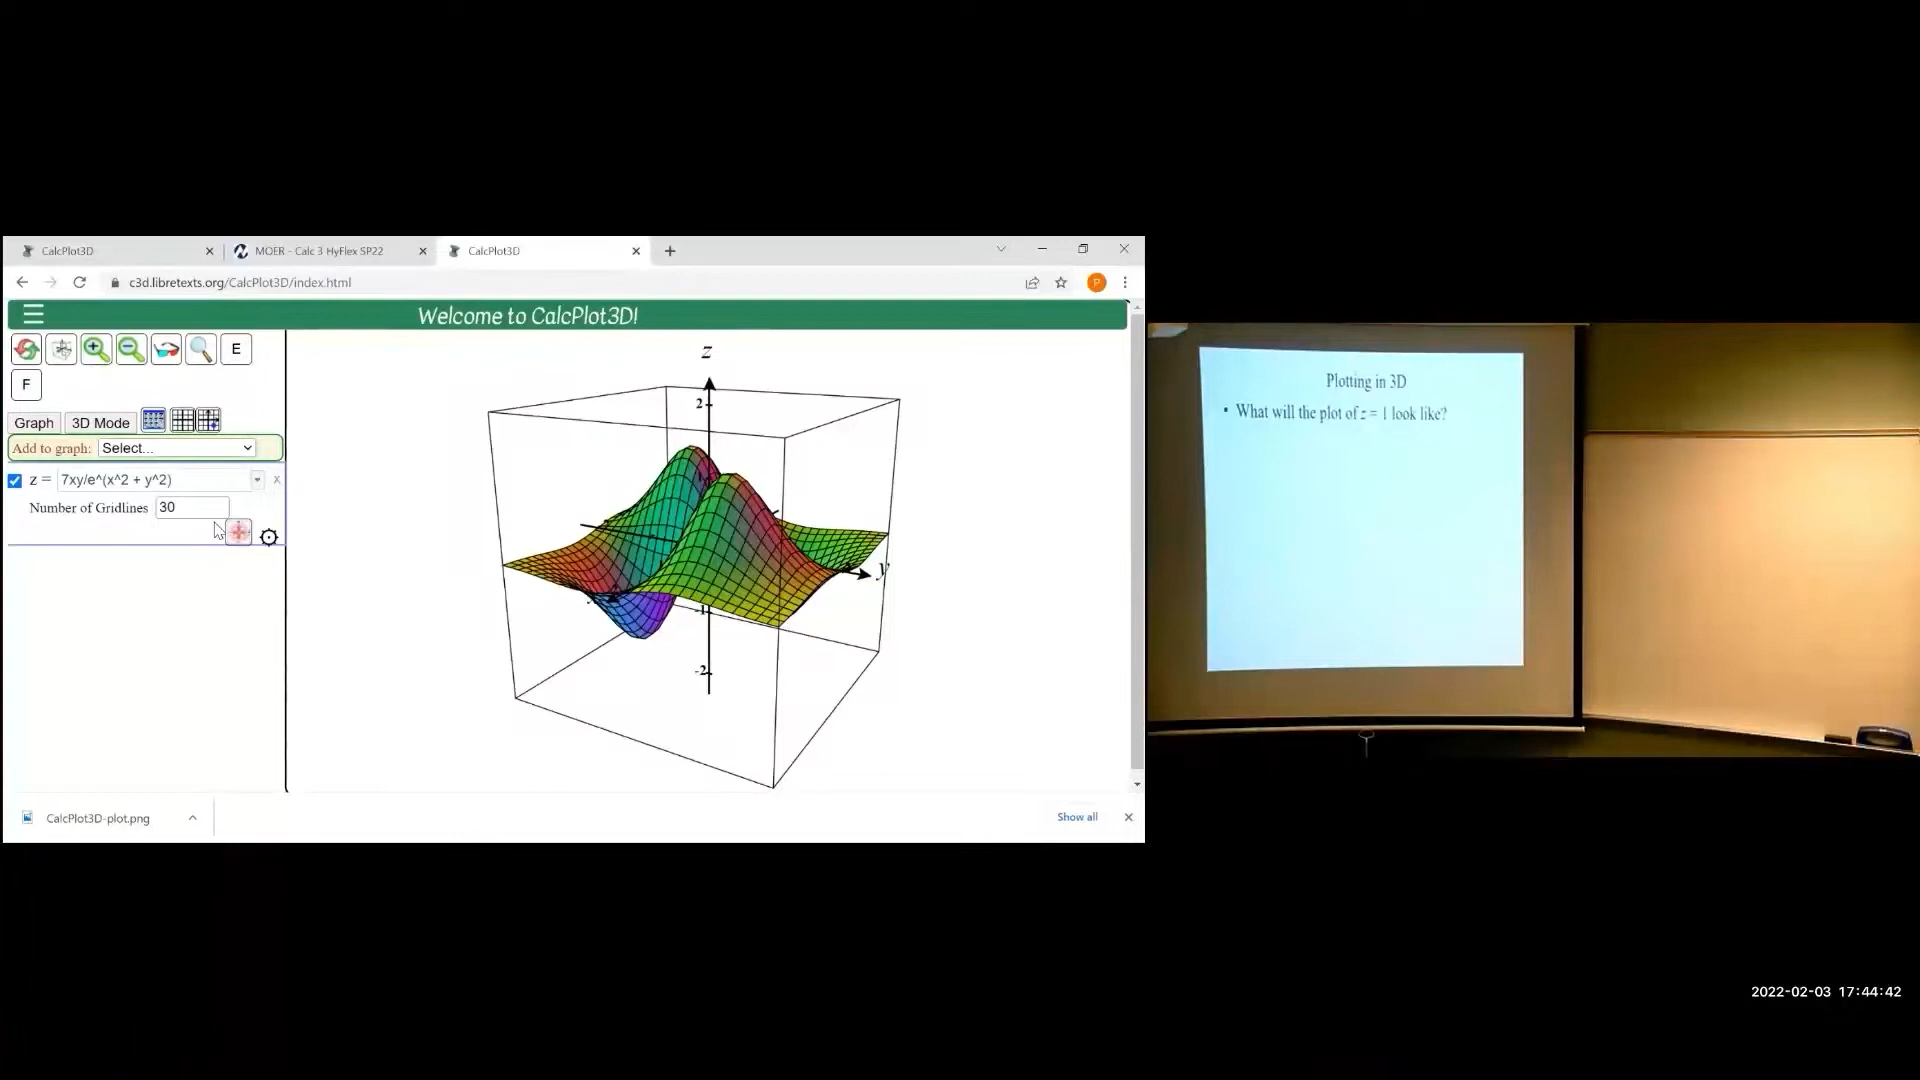 CalcPlot3D
MOER - Calc 3 HyFlex SP22
CalcPlot3D
c3d.libretexts.org/CalcPlot3D/index.html
P
Welcome to CalcPlot3D!
E
F
Graph
3D Mode
Add to graph: Select...
z = 7xy/e^(x^2 + y^2)
x
Number of Gridlines 30
z
2
y
-1
-2
CalcPlot3D-plot.png
Show all
Plotting in 3D
• What will the plot of z = 1 look like?
2022-02-03 17:44:42